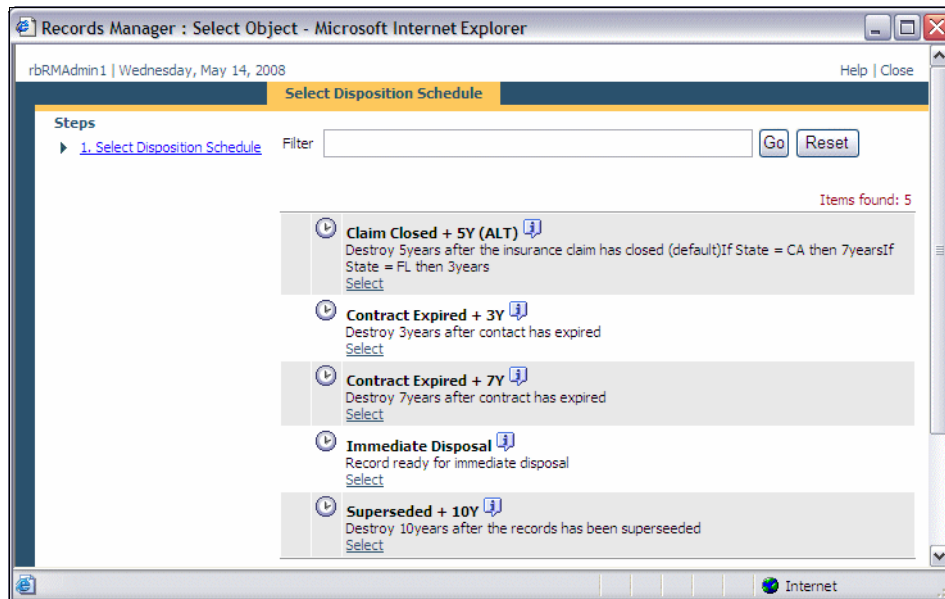 Records Manager : Select Object - Microsoft Internet Explorer
rbRMAdmin1 | Wednesday, May 14, 2008
Help | Close
Select Disposition Schedule
Steps
1. Select Disposition Schedule
Filter
Go
Reset
Items found: 5
Claim Closed + 5Y (ALT)
Destroy 5years after the insurance claim has closed (default)If State = CA then 7yearsIf
State = FL then 3years
Select
Contract Expired + 3Y
Destroy 3years after contact has expired
Select
Contract Expired + 7Y
Destroy 7years after contract has expired
Select
Immediate Disposal
Record ready for immediate disposal
Select
Superseded + 10Y
Destroy 10years after the records has been superseeded
Select
Internet